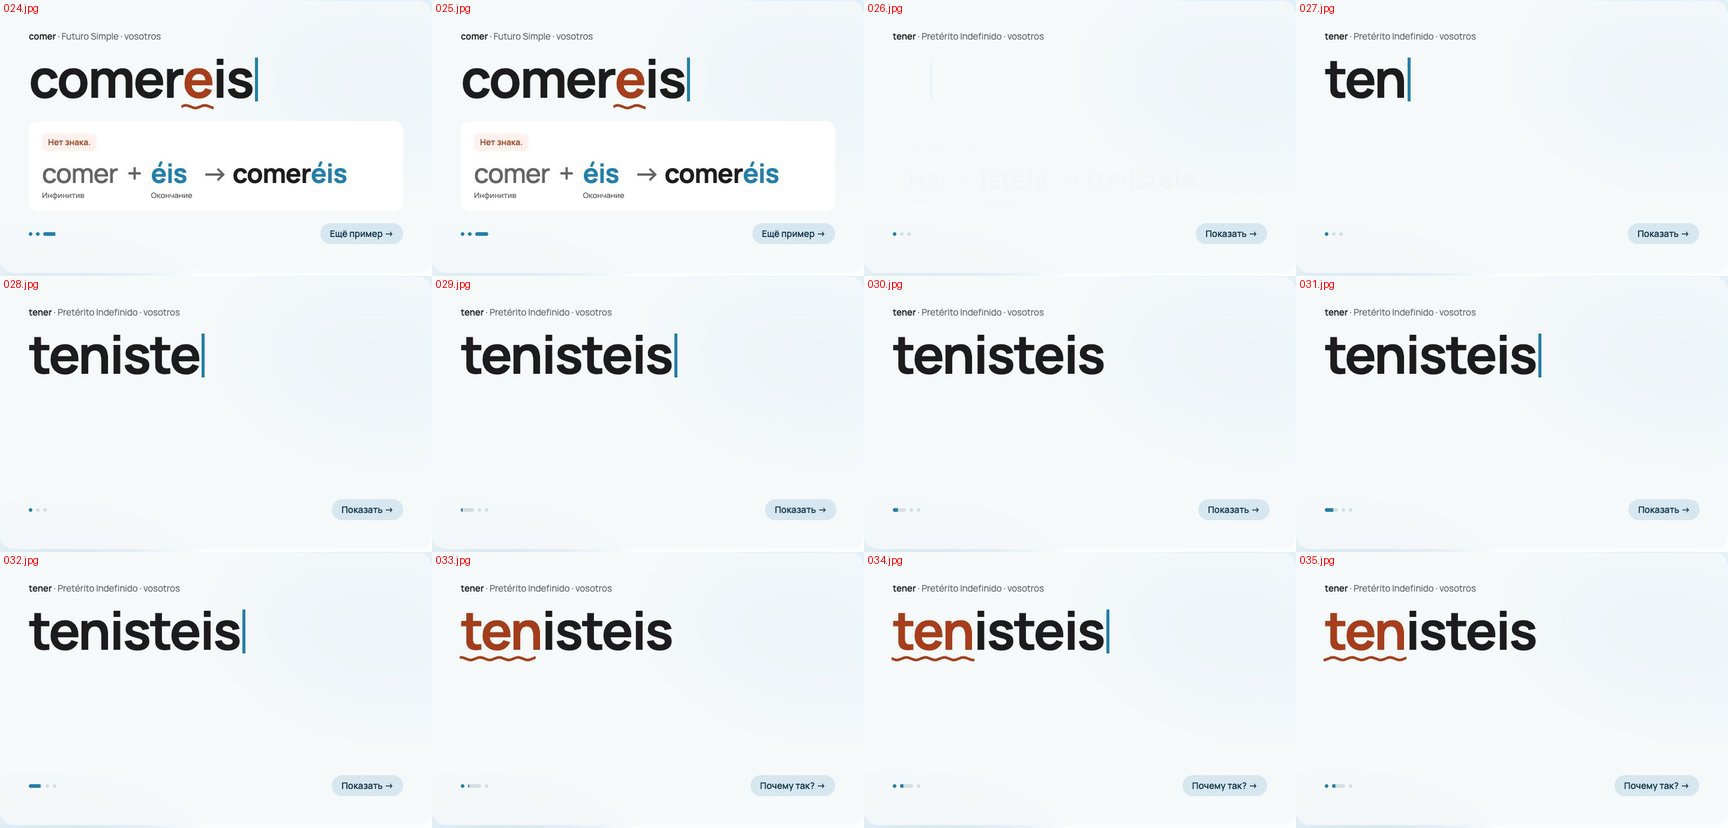 024.jpg
comer · Futuro Simple · vosotros
comereis
Нет знака.
comer + éis → comeréis
Инфинитив Окончание
Ещё пример →
025.jpg
comer · Futuro Simple · vosotros
comereis
Нет знака.
comer + éis → comeréis
Инфинитив Окончание
Ещё пример →
026.jpg
tener · Pretérito Indefinido · vosotros
tuv + isteis → tuvisteis
Показать →
027.jpg
tener · Pretérito Indefinido · vosotros
ten
Показать →
028.jpg
tener · Pretérito Indefinido · vosotros
teniste
Показать →
029.jpg
tener · Pretérito Indefinido · vosotros
tenisteis
Показать →
030.jpg
tener · Pretérito Indefinido · vosotros
tenisteis
Показать →
031.jpg
tener · Pretérito Indefinido · vosotros
tenisteis
Показать →
032.jpg
tener · Pretérito Indefinido · vosotros
tenisteis
Показать →
033.jpg
tener · Pretérito Indefinido · vosotros
tenisteis
Почему так? →
034.jpg
tener · Pretérito Indefinido · vosotros
tenisteis
Почему так? →
035.jpg
tener · Pretérito Indefinido · vosotros
tenisteis
Почему так? →